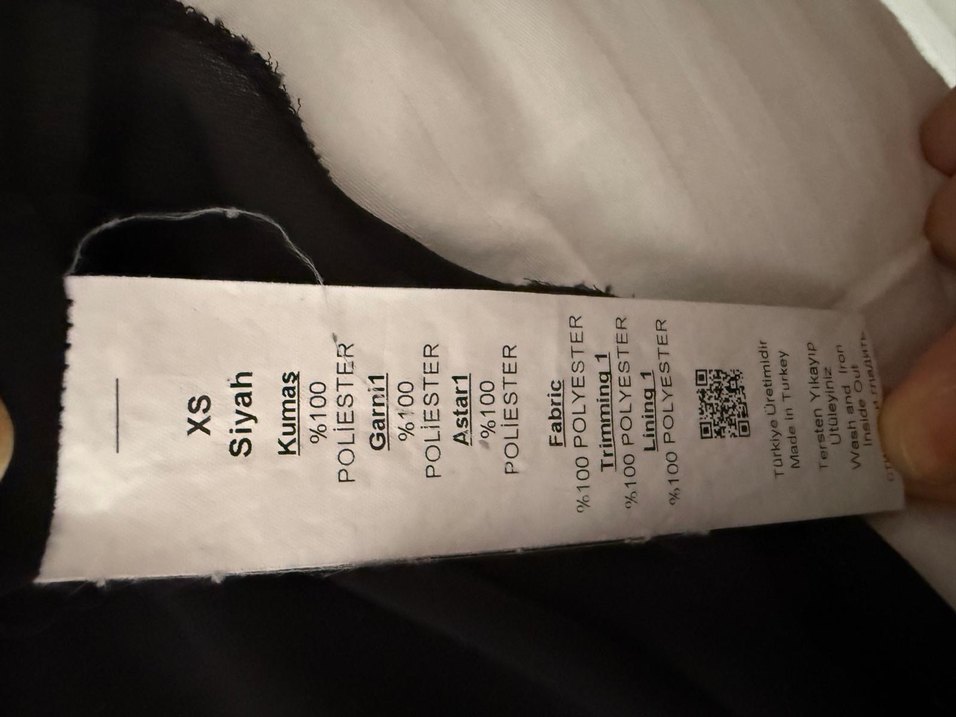 XS
Siyah
Kumaş
%100
POLİESTER
Garni1
%100
POLİESTER
Astar1
%100
POLİESTER
Fabric
%100 POLYESTER
Trimming 1
%100 POLYESTER
Lining 1
%100 POLYESTER
Türkiye Üretimidir
Made in Turkey
Tersten Yıkayıp
Ütüleyiniz
Wash and Iron
Inside Out